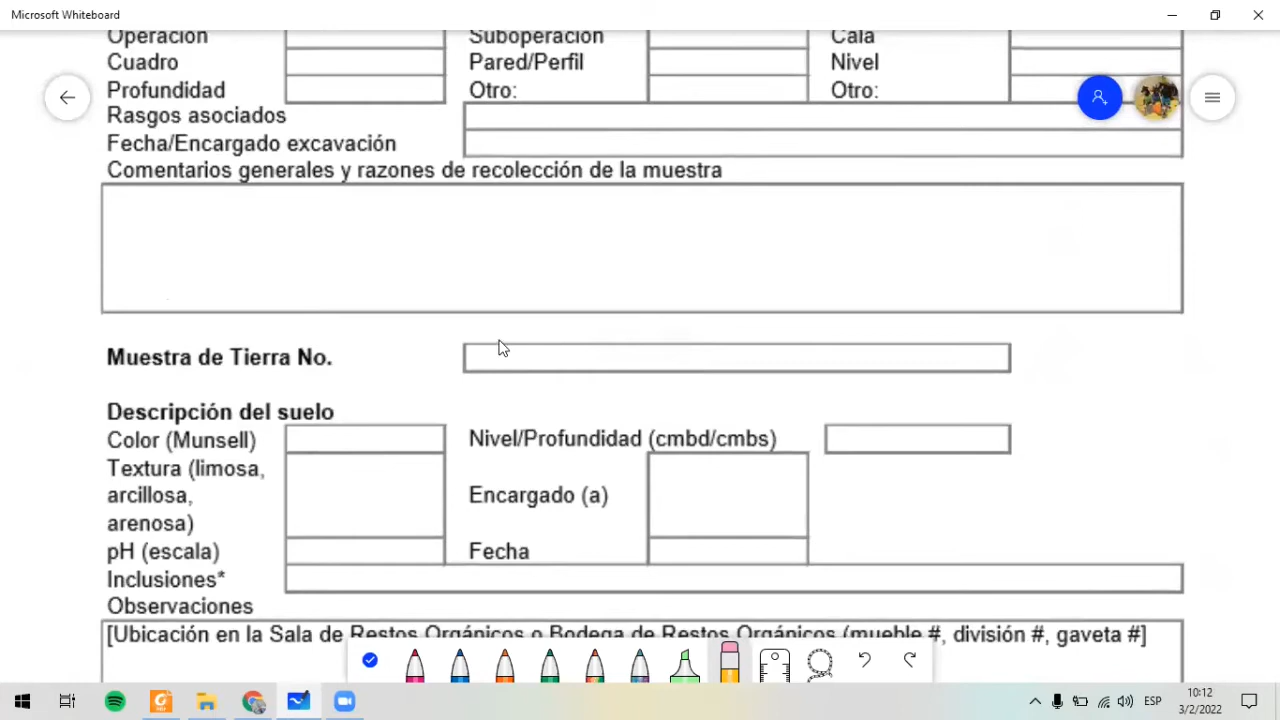 Microsoft Whiteboard
Operación Suboperación Cala
Cuadro Pared/Perfil Nivel
Profundidad Otro: Otro:
Rasgos asociados
Fecha/Encargado excavación
Comentarios generales y razones de recolección de la muestra
Muestra de Tierra No.
Descripción del suelo
Color (Munsell) Nivel/Profundidad (cmbd/cmbs)
Textura (limosa,
arcillosa, Encargado (a)
arenosa)
pH (escala) Fecha
Inclusiones*
Observaciones
[Ubicación en la Sala de Restos Orgánicos o Bodega de Restos Orgánicos (mueble #, división #, gaveta #]
ESP
10:12
3/2/2022